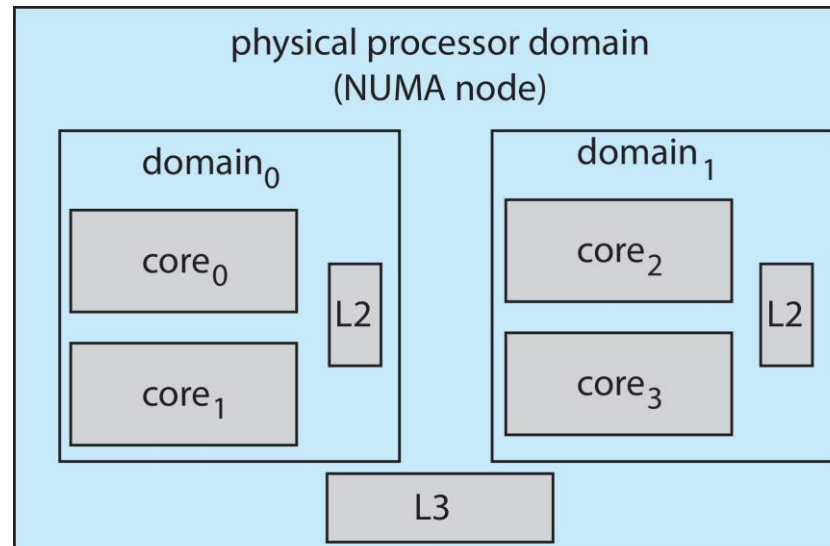 physical processor domain
(NUMA node)
domain₀
core₀
L2
core₁
domain₁
core₂
L2
core₃
L3